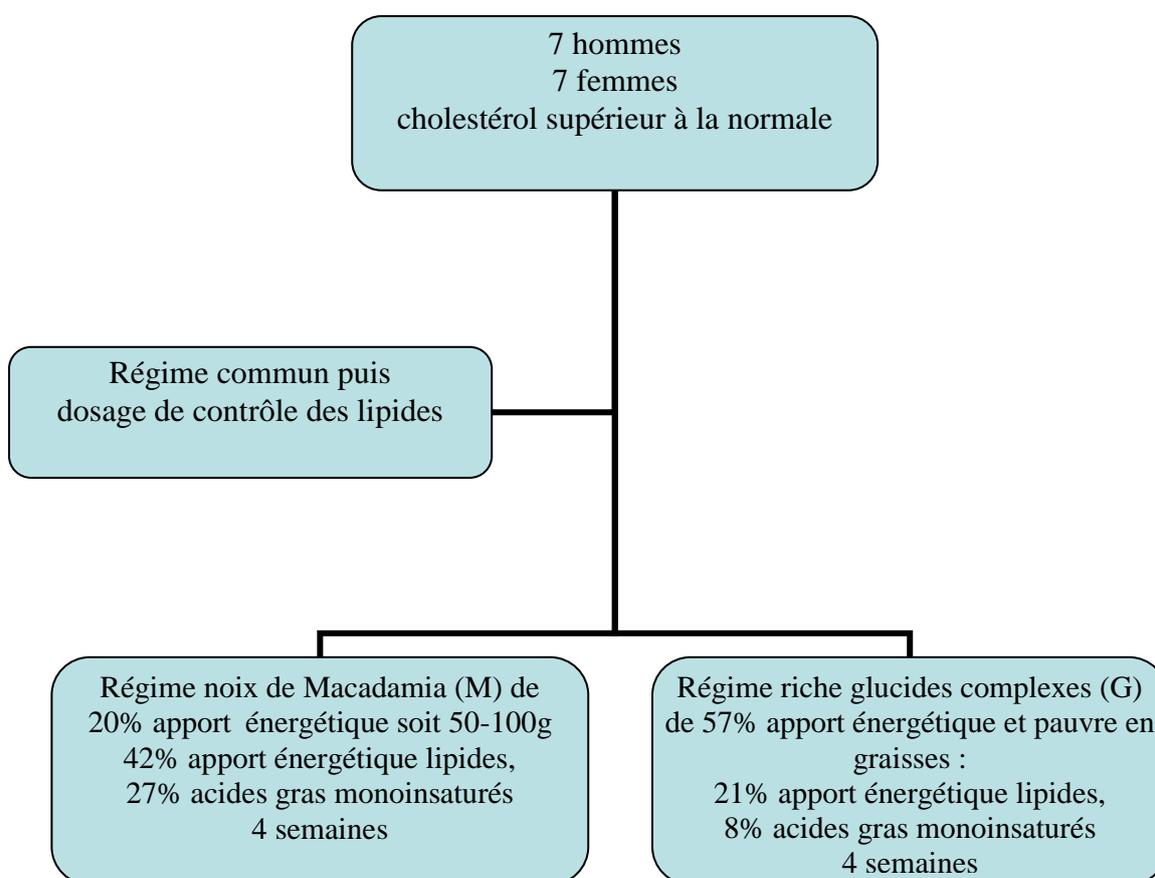 7 hommes
7 femmes
cholestérol supérieur à la normale
Régime commun puis
dosage de contrôle des lipides
Régime noix de Macadamia (M) de
20% apport énergétique soit 50-100g
42% apport énergétique lipides,
27% acides gras monoinsaturés
4 semaines
Régime riche glucides complexes (G)
de 57% apport énergétique et pauvre en
graisses :
21% apport énergétique lipides,
8% acides gras monoinsaturés
4 semaines